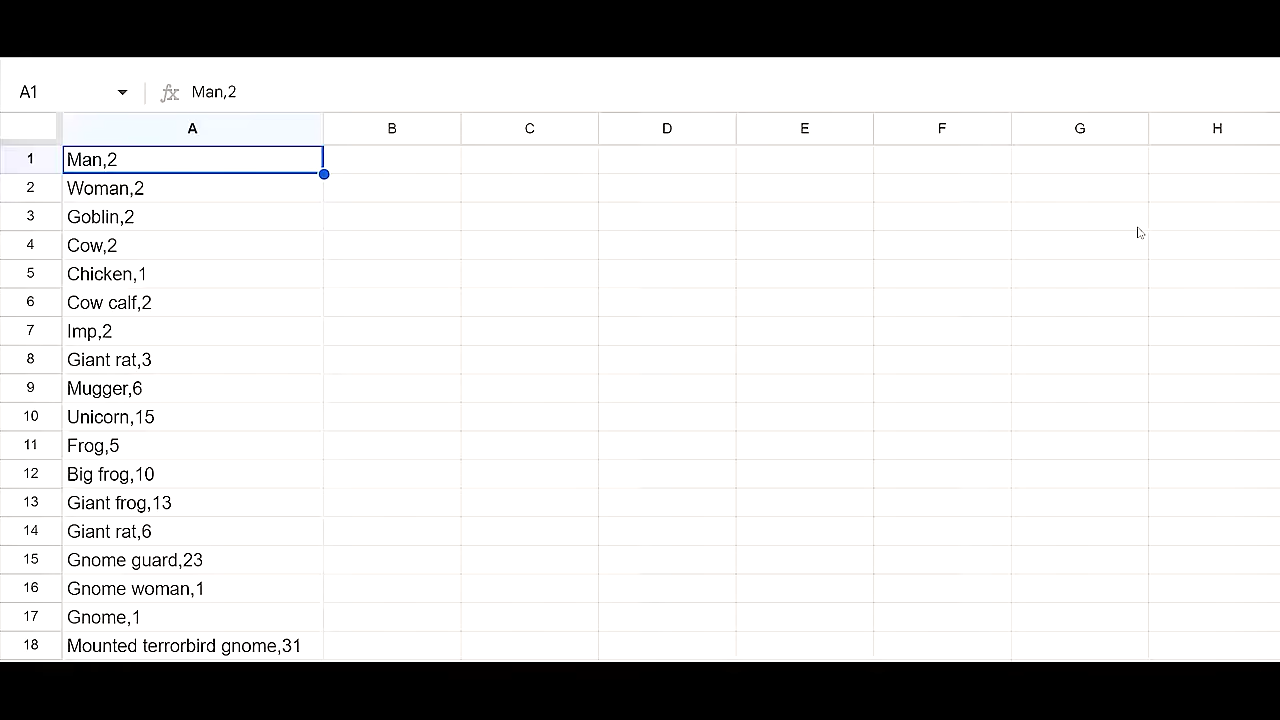 A1 fx Man,2
A B C D E F G H
1 Man,2
2 Woman,2
3 Goblin,2
4 Cow,2
5 Chicken,1
6 Cow calf,2
7 Imp,2
8 Giant rat,3
9 Mugger,6
10 Unicorn,15
11 Frog,5
12 Big frog,10
13 Giant frog,13
14 Giant rat,6
15 Gnome guard,23
16 Gnome woman,1
17 Gnome,1
18 Mounted terrorbird gnome,31